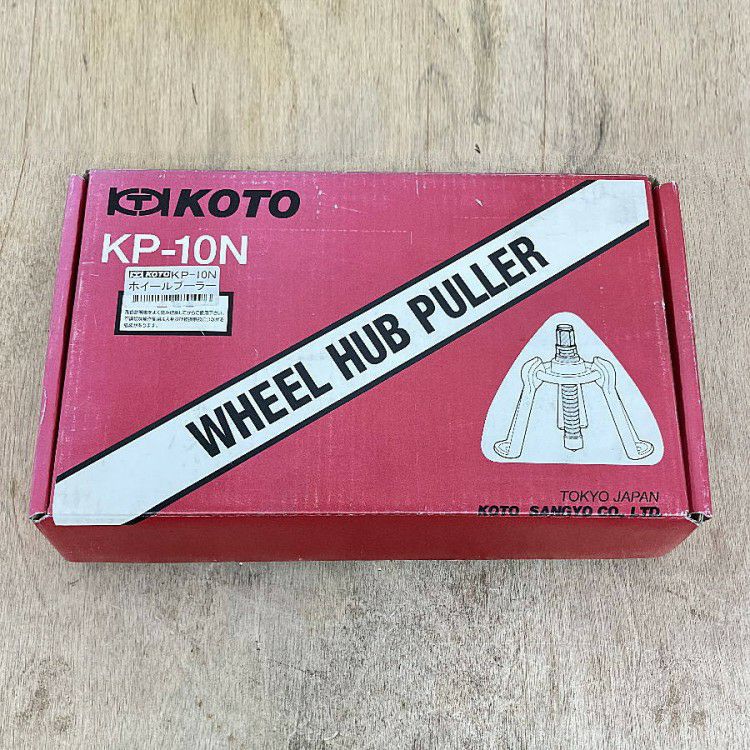 KOTO
KP-10N
KOTO KP-10N
ホイールプーラー
WHEEL HUB PULLER
TOKYO JAPAN
KOTO SANGYO CO., LTD.